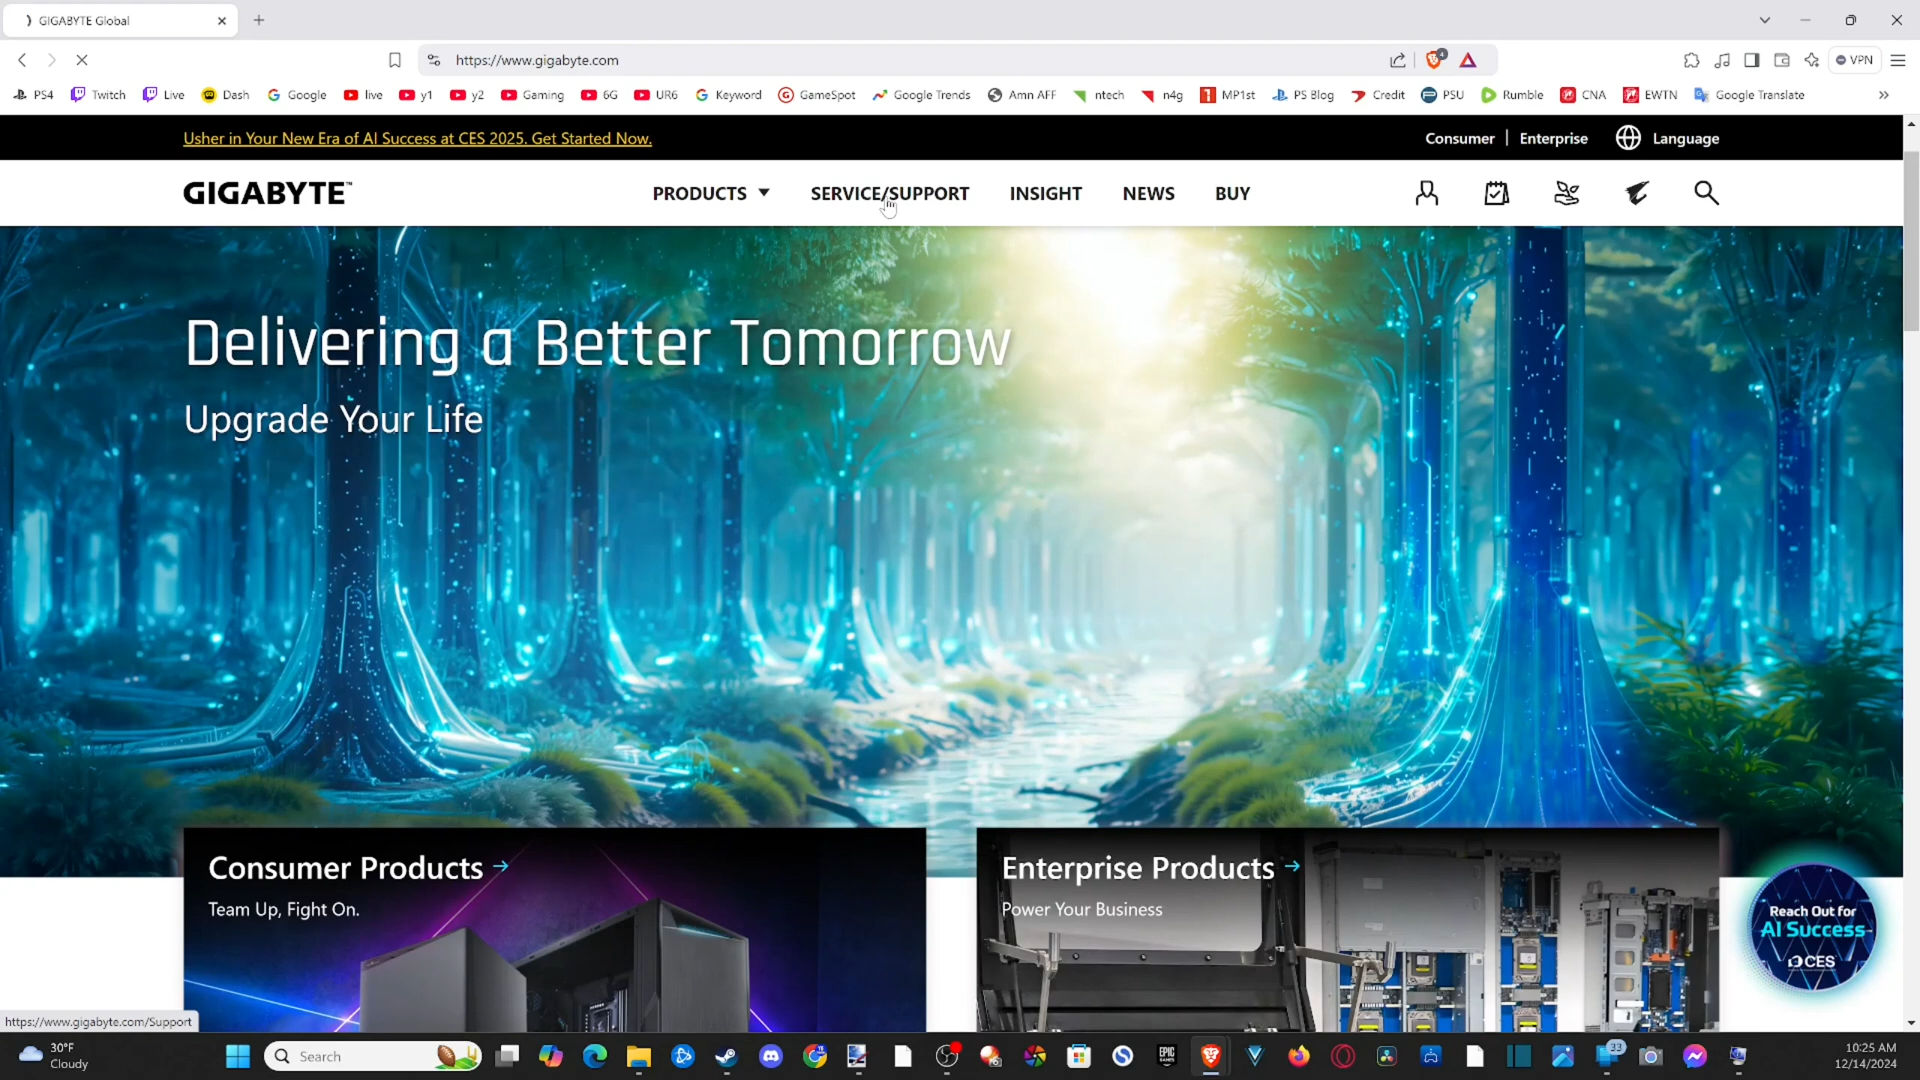 GIGABYTE Global
https://www.gigabyte.com
VPN
PS4 Twitch Live Dash Google live y1 y2 Gaming 6G UR6 Keyword GameSpot Google Trends Amn AFF ntech n4g MP1st PS Blog Credit PSU Rumble CNA EWTN Google Translate
Usher in Your New Era of AI Success at CES 2025. Get Started Now.
Consumer | Enterprise Language
GIGABYTE™
PRODUCTS SERVICE/SUPPORT INSIGHT NEWS BUY
Delivering a Better Tomorrow
Upgrade Your Life
Consumer Products →
Team Up, Fight On.
Enterprise Products →
Power Your Business
Reach Out for
AI Success
CES
https://www.gigabyte.com/Support
30°F
Cloudy
Search
EPIC
GAMES
33
10:25 AM
12/14/2024